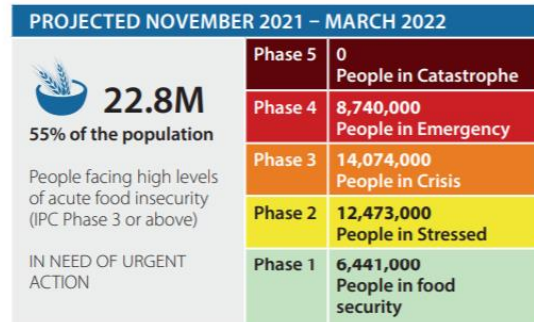 PROJECTED NOVEMBER 2021 – MARCH 2022
22.8M
55% of the population
People facing high levels
of acute food insecurity
(IPC Phase 3 or above)
IN NEED OF URGENT
ACTION
Phase 5
0
People in Catastrophe
Phase 4
8,740,000
People in Emergency
Phase 3
14,074,000
People in Crisis
Phase 2
12,473,000
People in Stressed
Phase 1
6,441,000
People in food
security